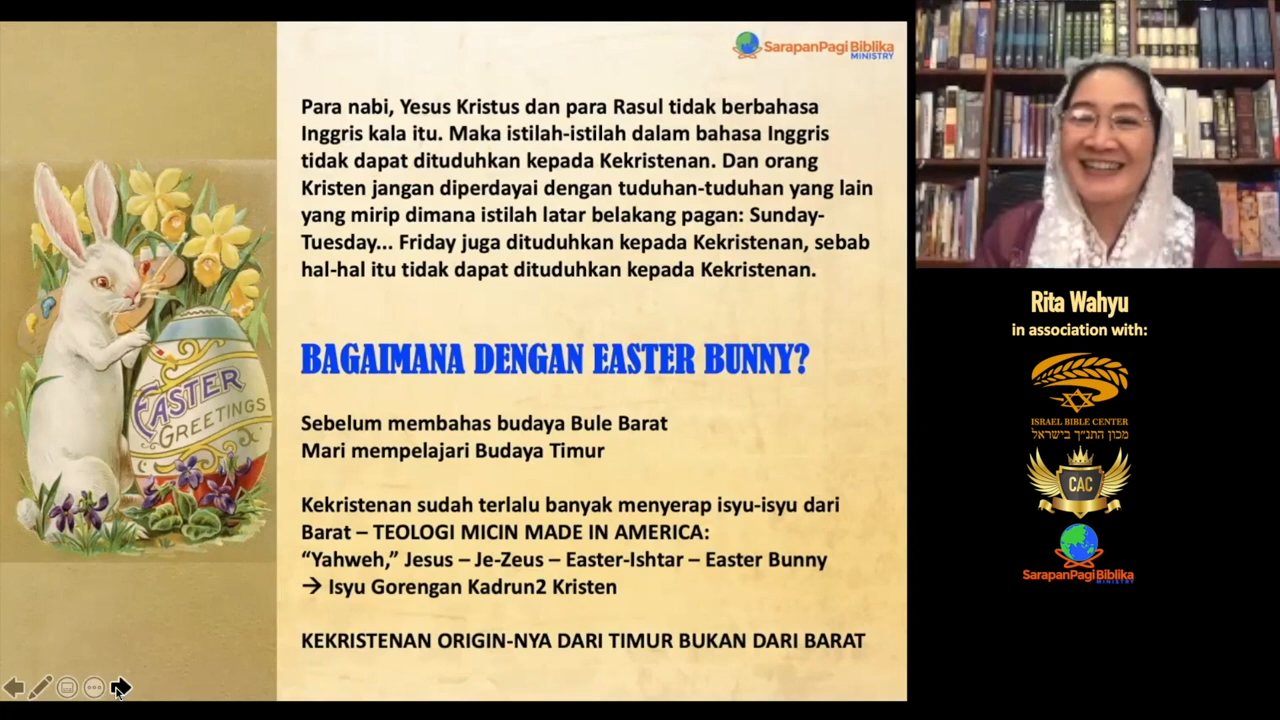 SarapanPagi Biblika
MINISTRY
Para nabi, Yesus Kristus dan para Rasul tidak berbahasa
Inggris kala itu. Maka istilah-istilah dalam bahasa Inggris
tidak dapat dituduhkan kepada Kekristenan. Dan orang
Kristen jangan diperdayai dengan tuduhan-tuduhan yang lain
yang mirip dimana istilah latar belakang pagan: Sunday-
Tuesday... Friday juga dituduhkan kepada Kekristenan, sebab
hal-hal itu tidak dapat dituduhkan kepada Kekristenan.
BAGAIMANA DENGAN EASTER BUNNY?
Sebelum membahas budaya Bule Barat
Mari mempelajari Budaya Timur
Kekristenan sudah terlalu banyak menyerap isyu-isyu dari
Barat – TEOLOGI MICIN MADE IN AMERICA:
“Yahweh,” Jesus – Je-Zeus – Easter-Ishtar – Easter Bunny
→ Isyu Gorengan Kadrun2 Kristen
KEKRISTENAN ORIGIN-NYA DARI TIMUR BUKAN DARI BARAT
EASTER
GREETINGS
Rita Wahyu
in association with:
ISRAEL BIBLE CENTER
מכון התנ״ך בישראל
CAC
SarapanPagi Biblika
MINISTRY